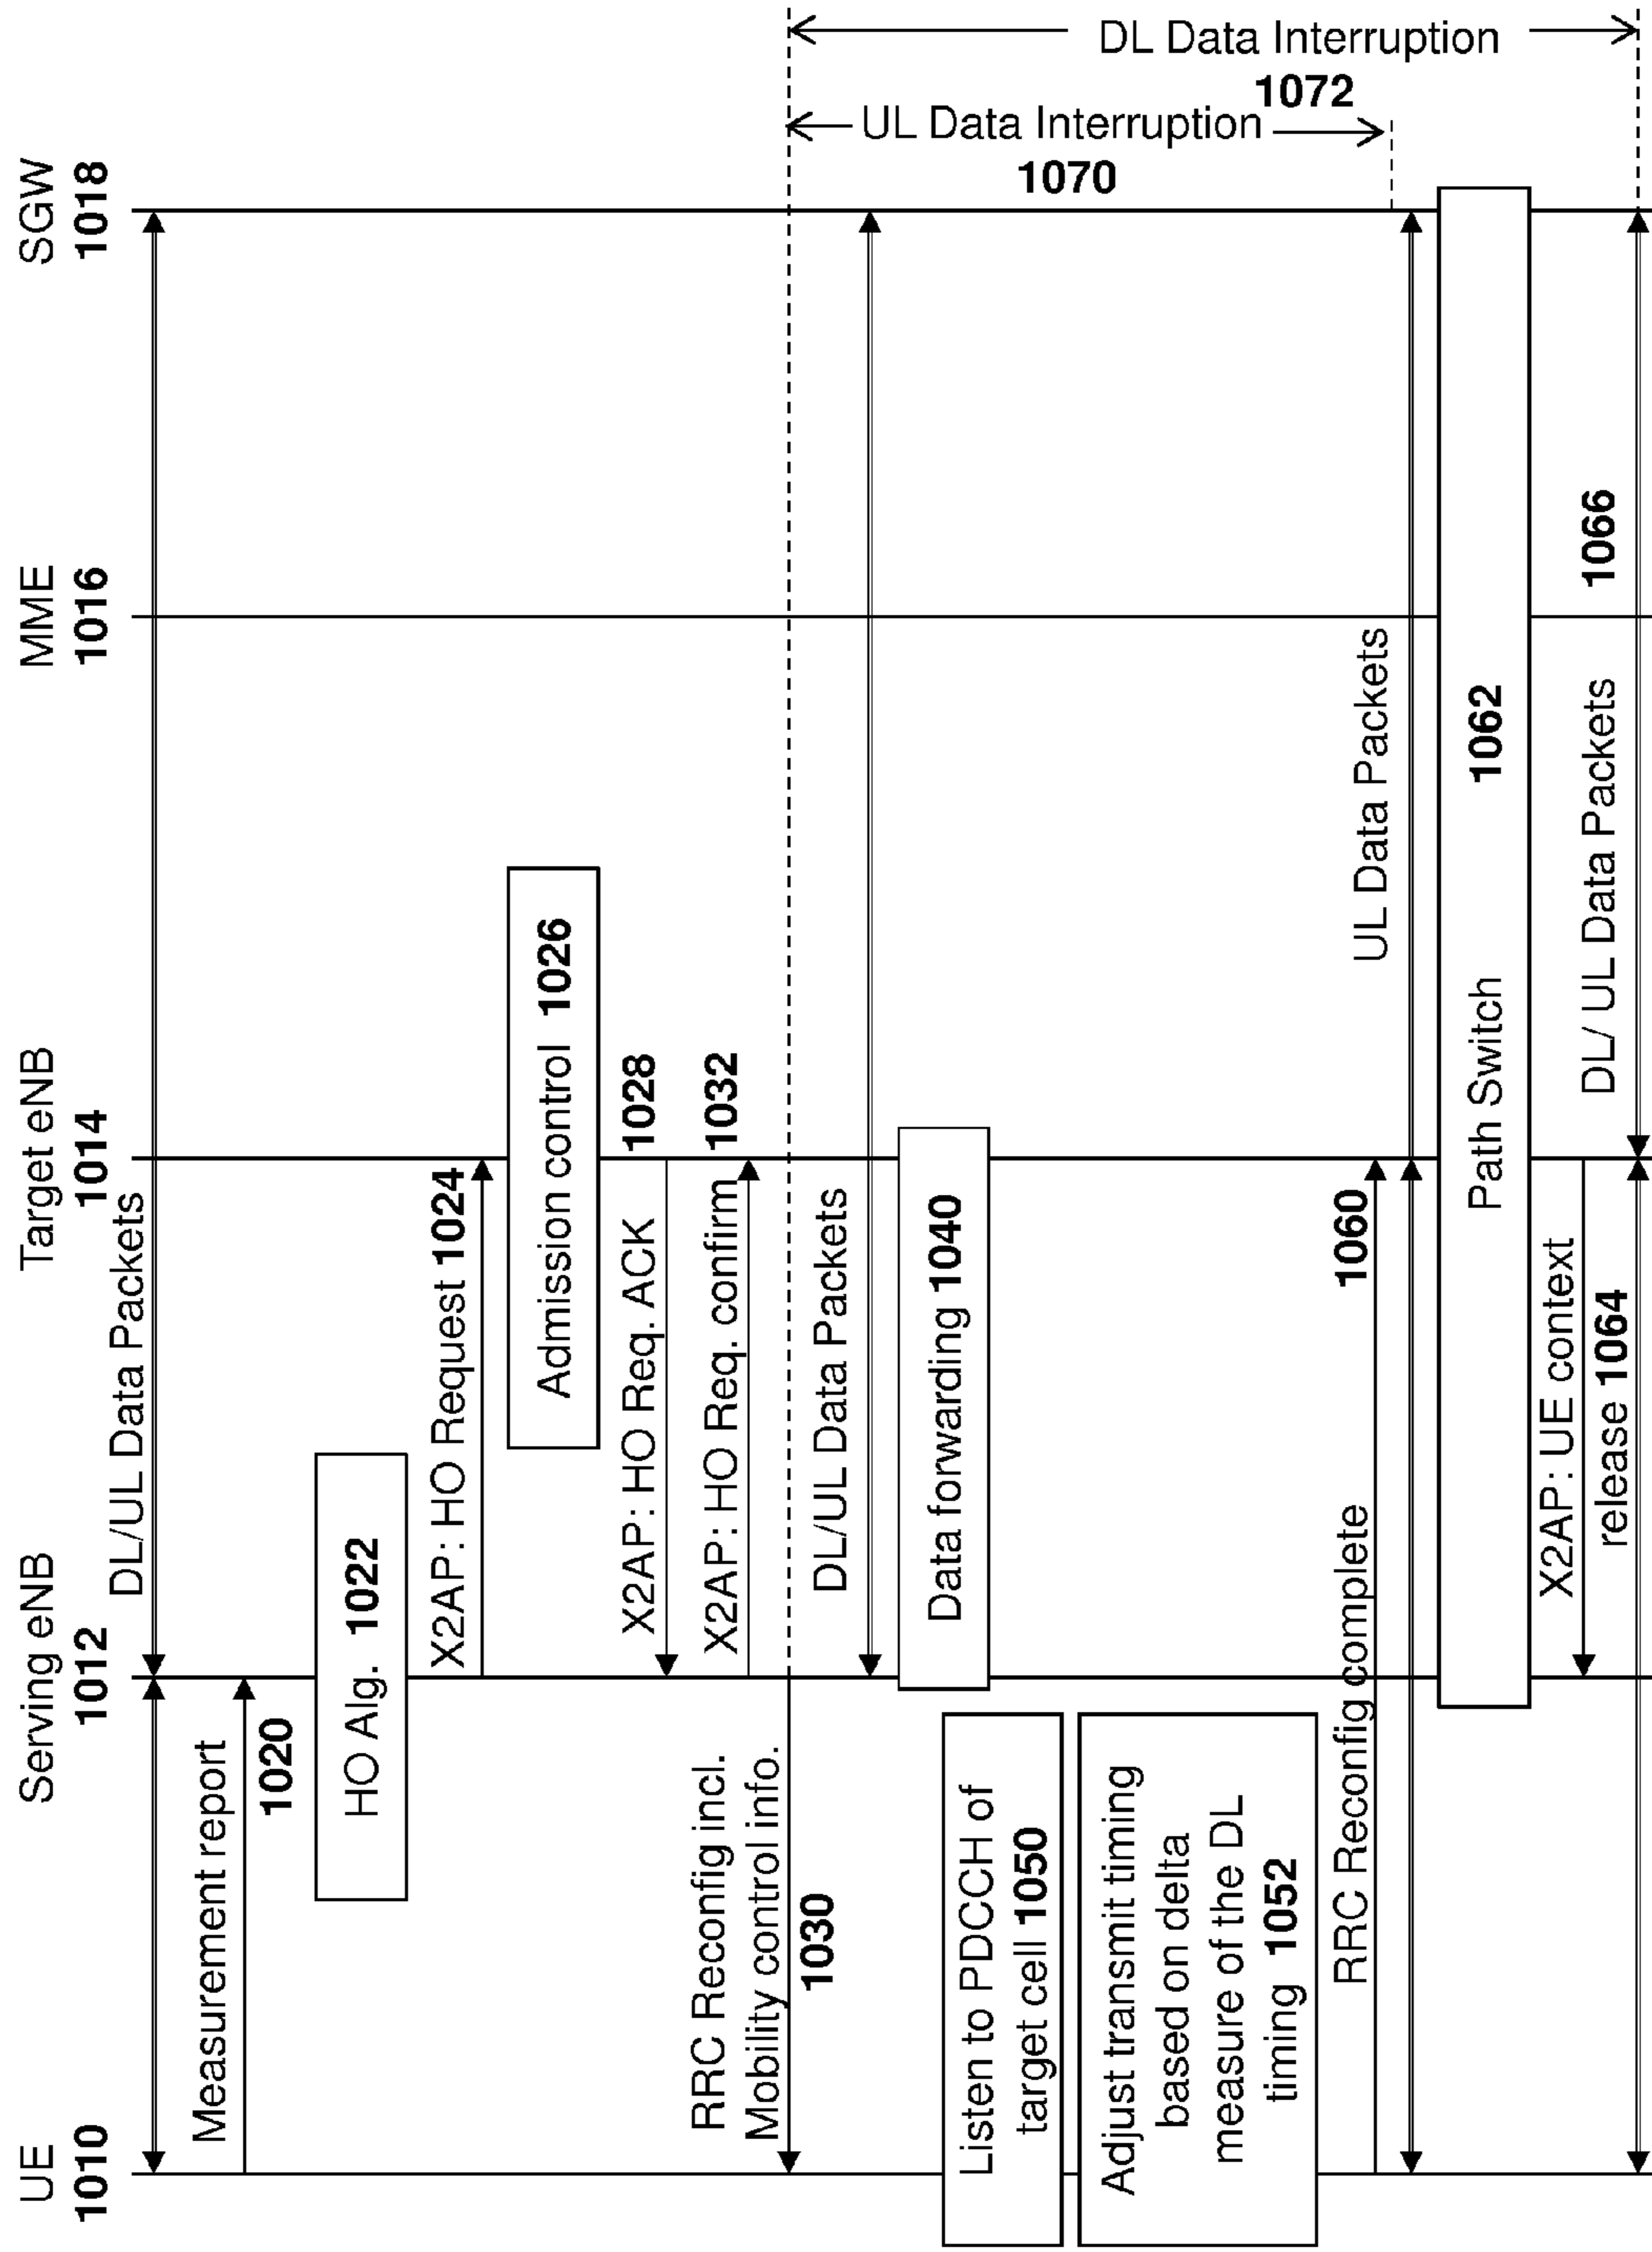 UE
1010
Serving eNB
1012
Target eNB
1014
MME
1016
SGW
1018
DL/UL Data Packets
Measurement report
1020
HO Alg. 1022
X2AP: HO Request 1024
Admission control 1026
X2AP: HO Req. ACK
1028
X2AP: HO Req. confirm
1032
RRC Reconfig incl.
Mobility control info.
1030
DL/UL Data Packets
Data forwarding 1040
Listen to PDCCH of
target cell 1050
Adjust transmit timing
based on delta
measure of the DL
timing 1052
RRC Reconfig complete
1060
UL Data Packets
Path Switch
1062
X2AP: UE context
release 1064
DL/ UL Data Packets
1066
UL Data Interruption
1070
DL Data Interruption
1072